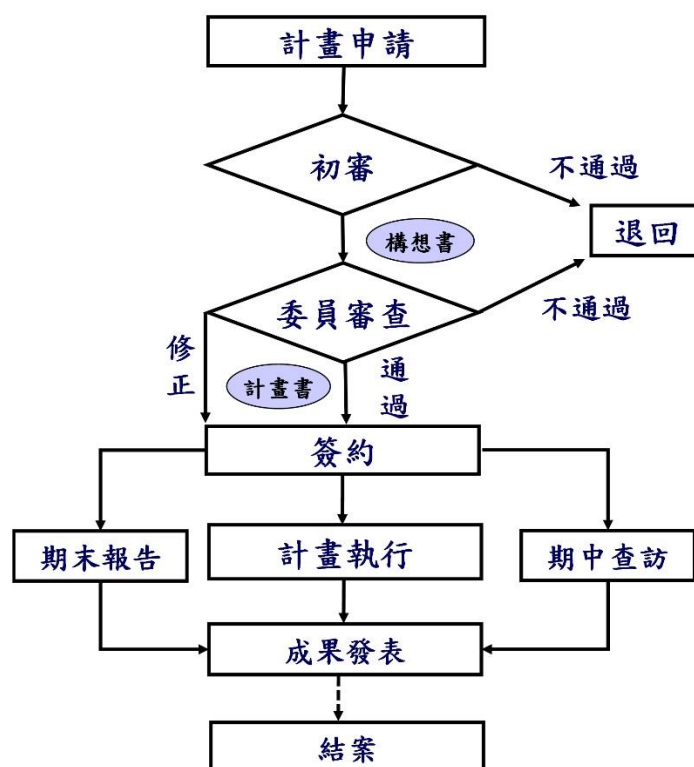 計畫申請
初審
不通過
退回
構想書
委員審查
不通過
修正
計畫書
通過
簽約
期末報告
計畫執行
期中查訪
成果發表
結案